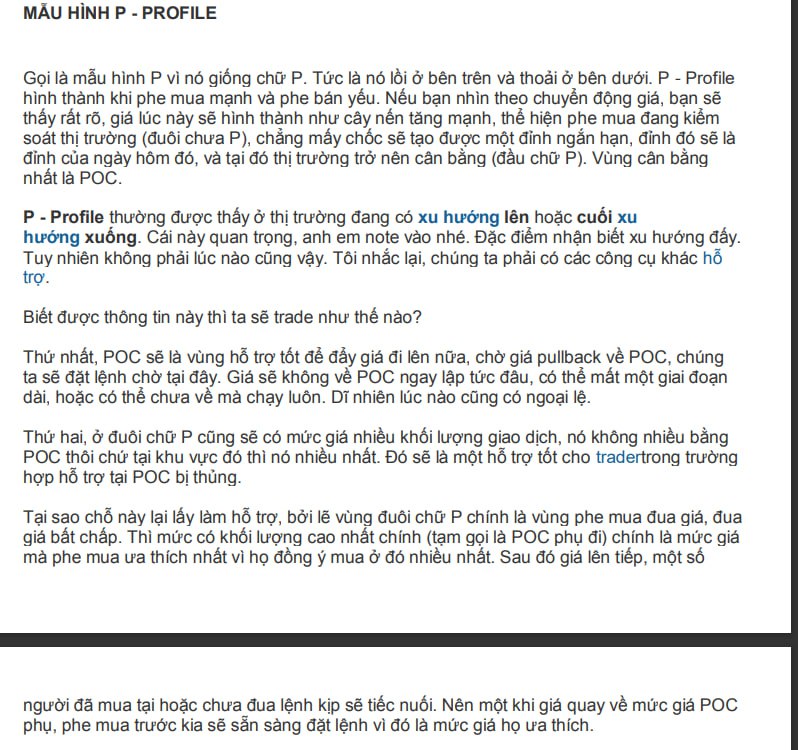 MẪU HÌNH P - PROFILE
Gọi là mẫu hình P vì nó giống chữ P. Tức là nó lồi ở bên trên và thoải ở bên dưới. P - Profile
hình thành khi phe mua mạnh và phe bán yếu. Nếu bạn nhìn theo chuyển động giá, bạn sẽ
thấy rất rõ, giá lúc này sẽ hình thành như cây nến tăng mạnh, thể hiện phe mua đang kiểm
soát thị trường (đuôi chưa P), chẳng mấy chốc sẽ tạo được một đỉnh ngắn hạn, đỉnh đó sẽ là
đỉnh của ngày hôm đó, và tại đó thị trường trở nên cân bằng (đầu chữ P). Vùng cân bằng
nhất là POC.
P - Profile thường được thấy ở thị trường đang có xu hướng lên hoặc cuối xu
hướng xuống. Cái này quan trọng, anh em note vào nhé. Đặc điểm nhận biết xu hướng đấy.
Tuy nhiên không phải lúc nào cũng vậy. Tôi nhắc lại, chúng ta phải có các công cụ khác hỗ
trợ.
Biết được thông tin này thì ta sẽ trade như thế nào?
Thứ nhất, POC sẽ là vùng hỗ trợ tốt để đẩy giá đi lên nữa, chờ giá pullback về POC, chúng
ta sẽ đặt lệnh chờ tại đây. Giá sẽ không về POC ngay lập tức đâu, có thể mất một giai đoạn
dài, hoặc có thể chưa về mà chạy luôn. Dĩ nhiên lúc nào cũng có ngoại lệ.
Thứ hai, ở đuôi chữ P cũng sẽ có mức giá nhiều khối lượng giao dịch, nó không nhiều bằng
POC thôi chứ tại khu vực đó thì nó nhiều nhất. Đó sẽ là một hỗ trợ tốt cho tradertrong trường
hợp hỗ trợ tại POC bị thủng.
Tại sao chỗ này lại lấy làm hỗ trợ, bởi lẽ vùng đuôi chữ P chính là vùng phe mua đua giá, đua
giá bất chấp. Thì mức có khối lượng cao nhất chính (tạm gọi là POC phụ đi) chính là mức giá
mà phe mua ưa thích nhất vì họ đồng ý mua ở đó nhiều nhất. Sau đó giá lên tiếp, một số
người đã mua tại hoặc chưa đua lệnh kịp sẽ tiếc nuối. Nên một khi giá quay về mức giá POC
phụ, phe mua trước kia sẽ sẵn sàng đặt lệnh vì đó là mức giá họ ưa thích.